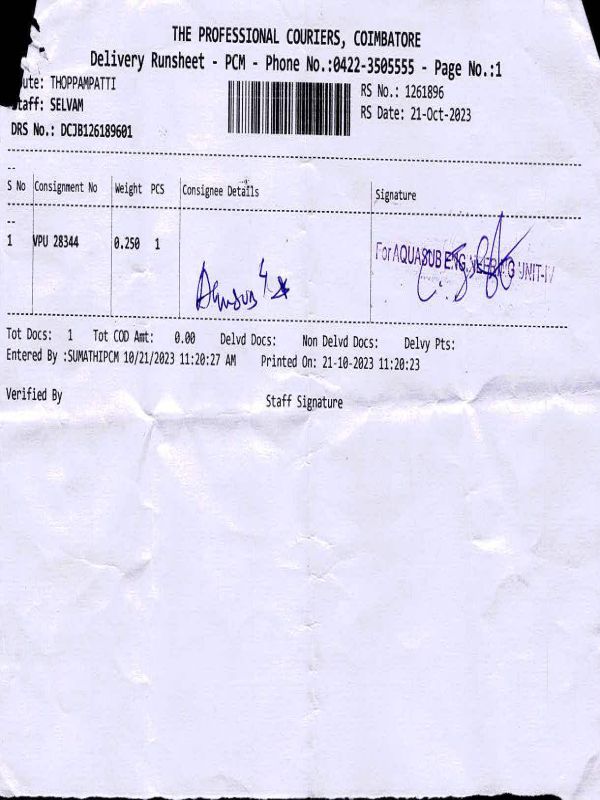 THE PROFESSIONAL COURIERS, COIMBATORE
Delivery Runsheet - PCM - Phone No.:0422-3505555 - Page No.:1
ute: THOPPAMPATTI
taff: SELVAM
DRS No.: DCJB126189601
RS No.: 1261896
RS Date: 21-Oct-2023
--
S No Consignment No Weight PCS Consignee Details Signature
--
1 VPU 28344 0.250 1
Aquasub 4
For AQUASUB ENGINEERING UNIT-IV
Tot Docs: 1 Tot COD Amt: 0.00 Delvd Docs: Non Delvd Docs: Delvy Pts:
Entered By :SUMATHIPCM 10/21/2023 11:20:27 AM Printed On: 21-10-2023 11:20:23
Verified By Staff Signature